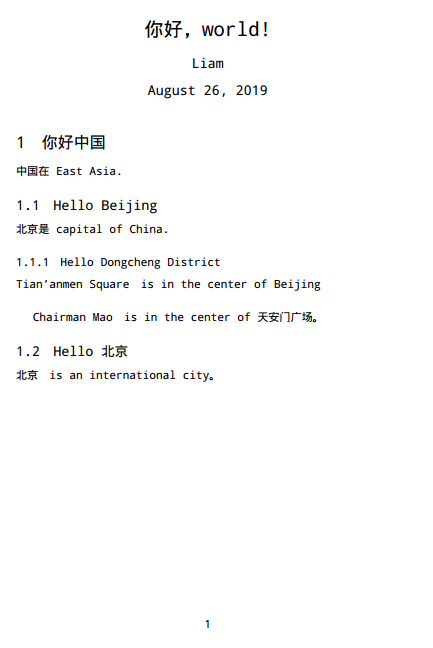 你好，world!
Liam
August 26, 2019
1 你好中国
中国在 East Asia.
1.1 Hello Beijing
北京是 capital of China.
1.1.1 Hello Dongcheng District
Tian’anmen Square is in the center of Beijing
Chairman Mao is in the center of 天安门广场。
1.2 Hello 北京
北京 is an international city。
1